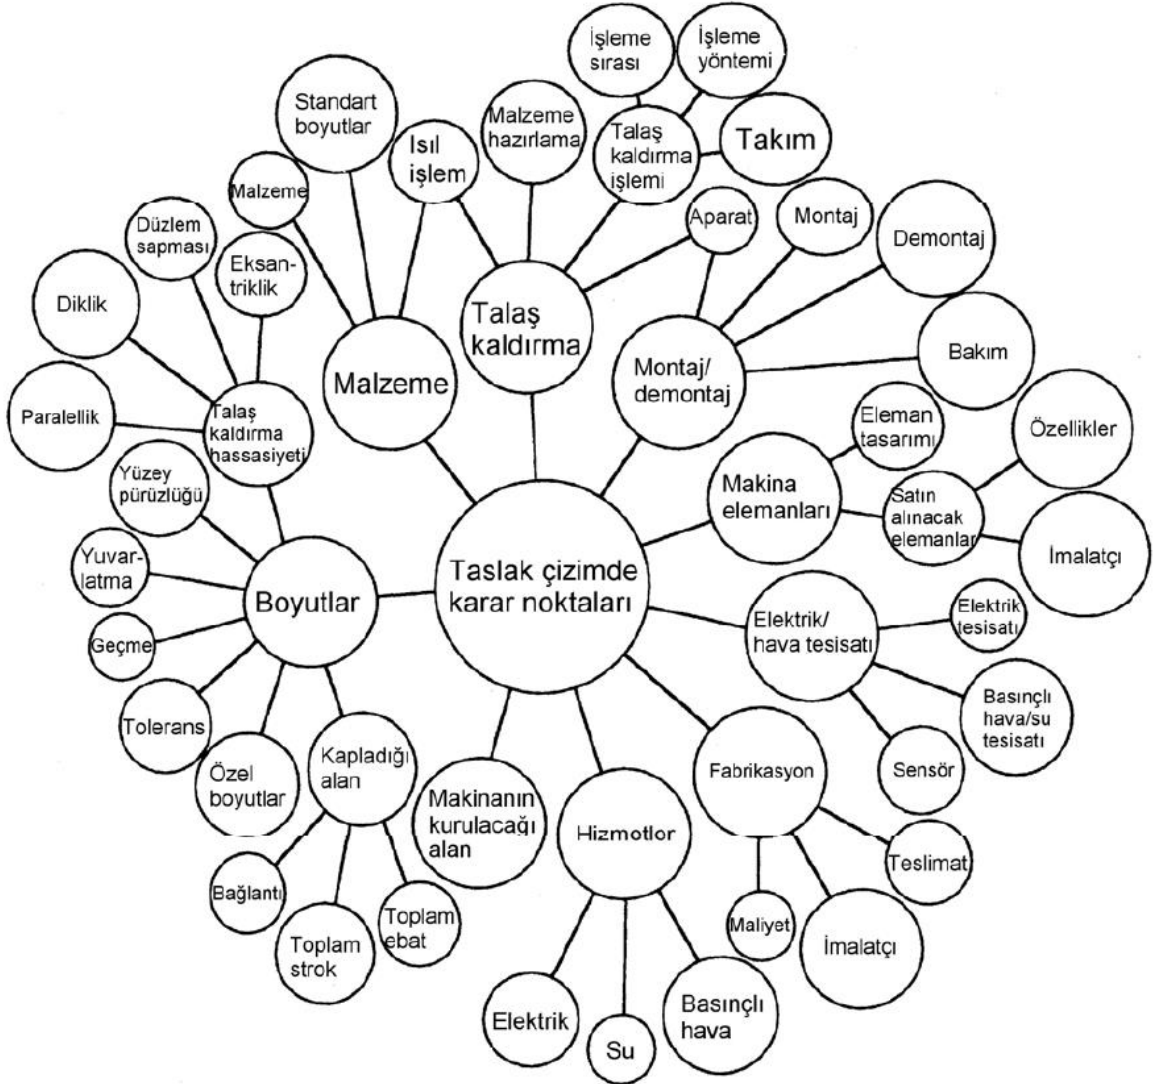 İşleme
sırası
İşleme
yöntemi
Standart
boyutlar
Malzeme
hazırlama
Talaş
kaldırma
işlemi
Takım
Isıl
işlem
Malzeme
Aparat
Montaj
Demontaj
Düzlem
sapması
Eksan-
triklik
Diklik
Talaş
kaldırma
Malzeme
Montaj/
demontaj
Bakım
Paralellik
Talaş
kaldırma
hassasiyeti
Eleman
tasarımı
Özellikler
Yüzey
pürüzlüğü
Makina
elemanları
Satın
alınacak
elemanlar
İmalatçı
Yuvar-
latma
Boyutlar
Taslak çizimde
karar noktaları
Elektrik/
hava tesisatı
Elektrik
tesisatı
Geçme
Tolerans
Özel
boyutlar
Kapladığı
alan
Makinanın
kurulacağı
alan
Hizmotlor
Fabrikasyon
Sensör
Basınçlı
hava/su
tesisatı
Bağlantı
Toplam
strok
Toplam
ebat
Maliyet
İmalatçı
Teslimat
Elektrik
Su
Basınçlı
hava